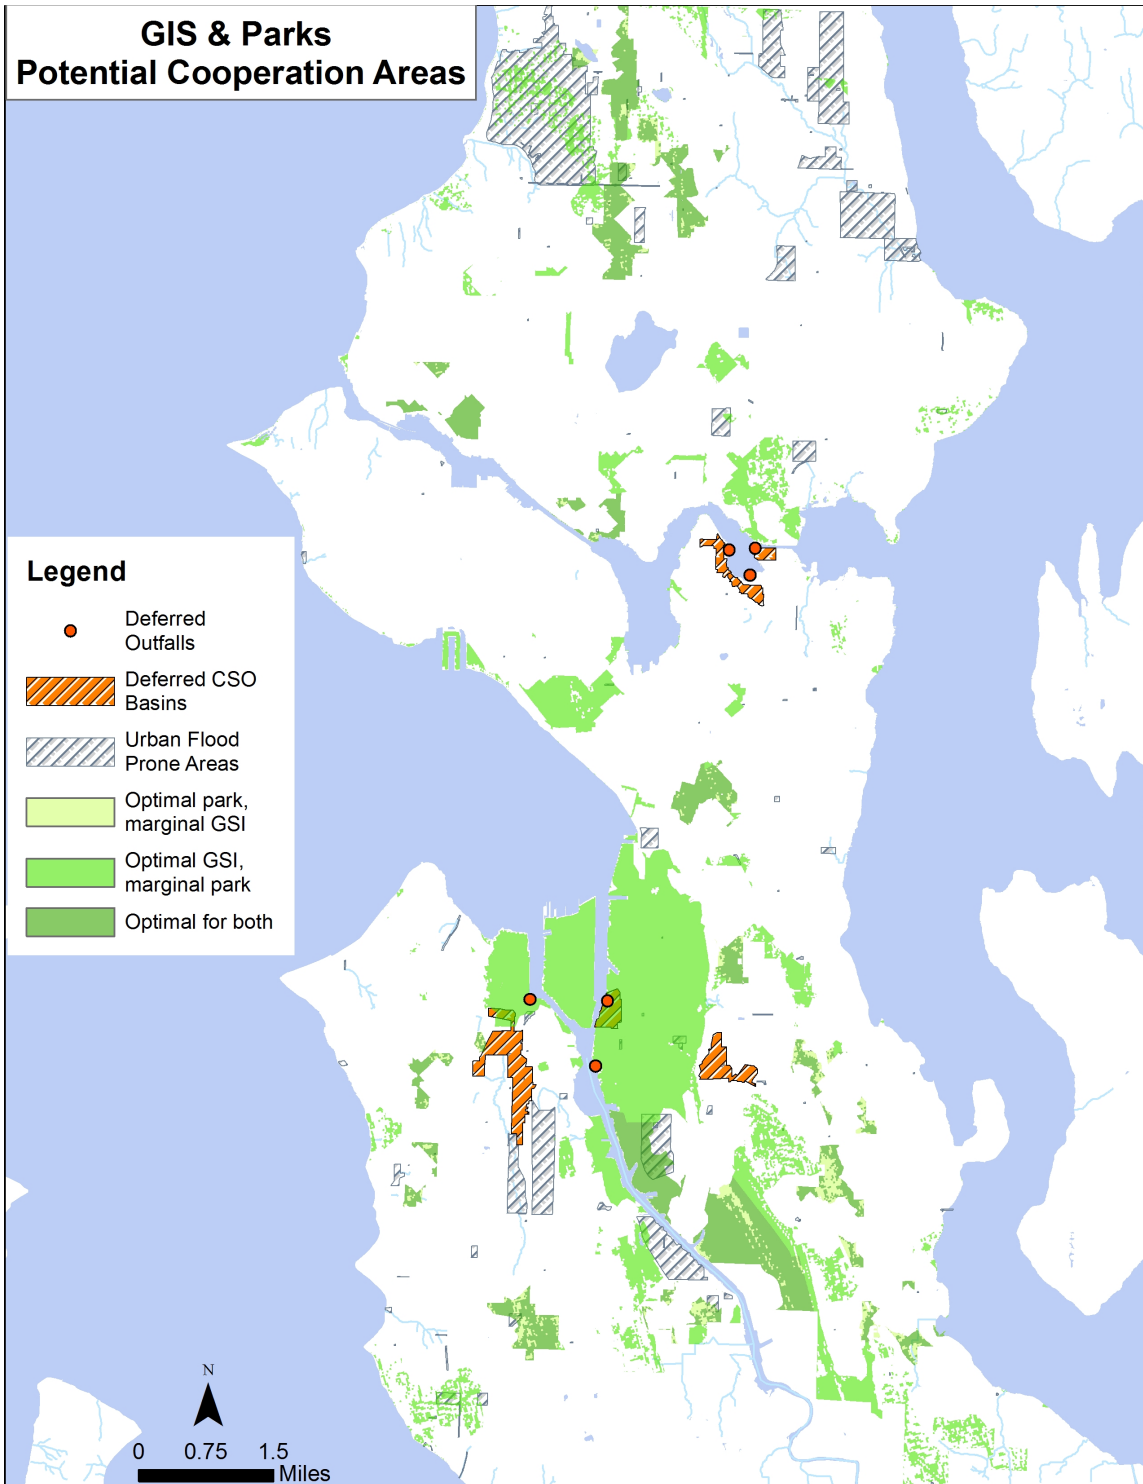 GIS & Parks
Potential Cooperation Areas
Legend
Deferred
Outfalls
Deferred CSO
Basins
Urban Flood
Prone Areas
Optimal park,
marginal GSI
Optimal GSI,
marginal park
Optimal for both
N
0 0.75 1.5
Miles